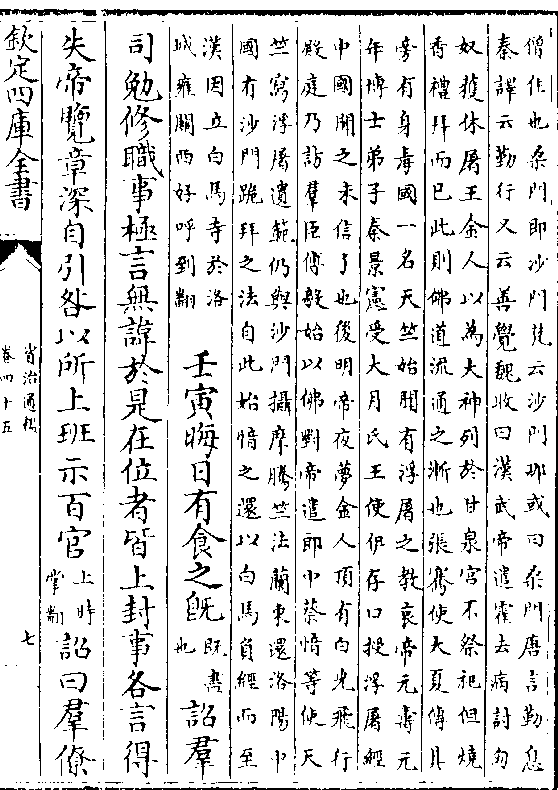 僧作也桑門即沙門梵云沙門那或曰桑門唐言勤息
秦譯云勤行又云善覺魏收曰漢武帝遣霍去病討匈
奴獲休屠王金人以為大神列於甘泉宮不祭祀但燒
香禮拜而已此則佛道流通之漸也張騫使大夏傳其
旁有身毒國一名天竺始聞有浮屠之教哀帝元壽元
年博士弟子秦景憲受大月氏王使伊存口授浮屠經
中國聞之未信了也後明帝夜夢金人頂有白光飛行
殿庭乃訪羣臣傅毅始以佛對帝遣郎中蔡愔等使天
竺寫浮屠遺範仍與沙門攝摩騰竺法蘭東還洛陽中
國有沙門跪拜之法自此始愔之還以白馬負經而至
漢因立白馬寺於洛
城雍關西好呼到翻
壬寅晦日有食之既
既盡
也
詔羣
司勉修職事極言無諱於是在位者皆上封事各言得
失帝覽章深自引咎以所上班示百官
上時
掌翻
詔曰羣僚
欽定四庫全書
資治通鑑
卷四十五
七